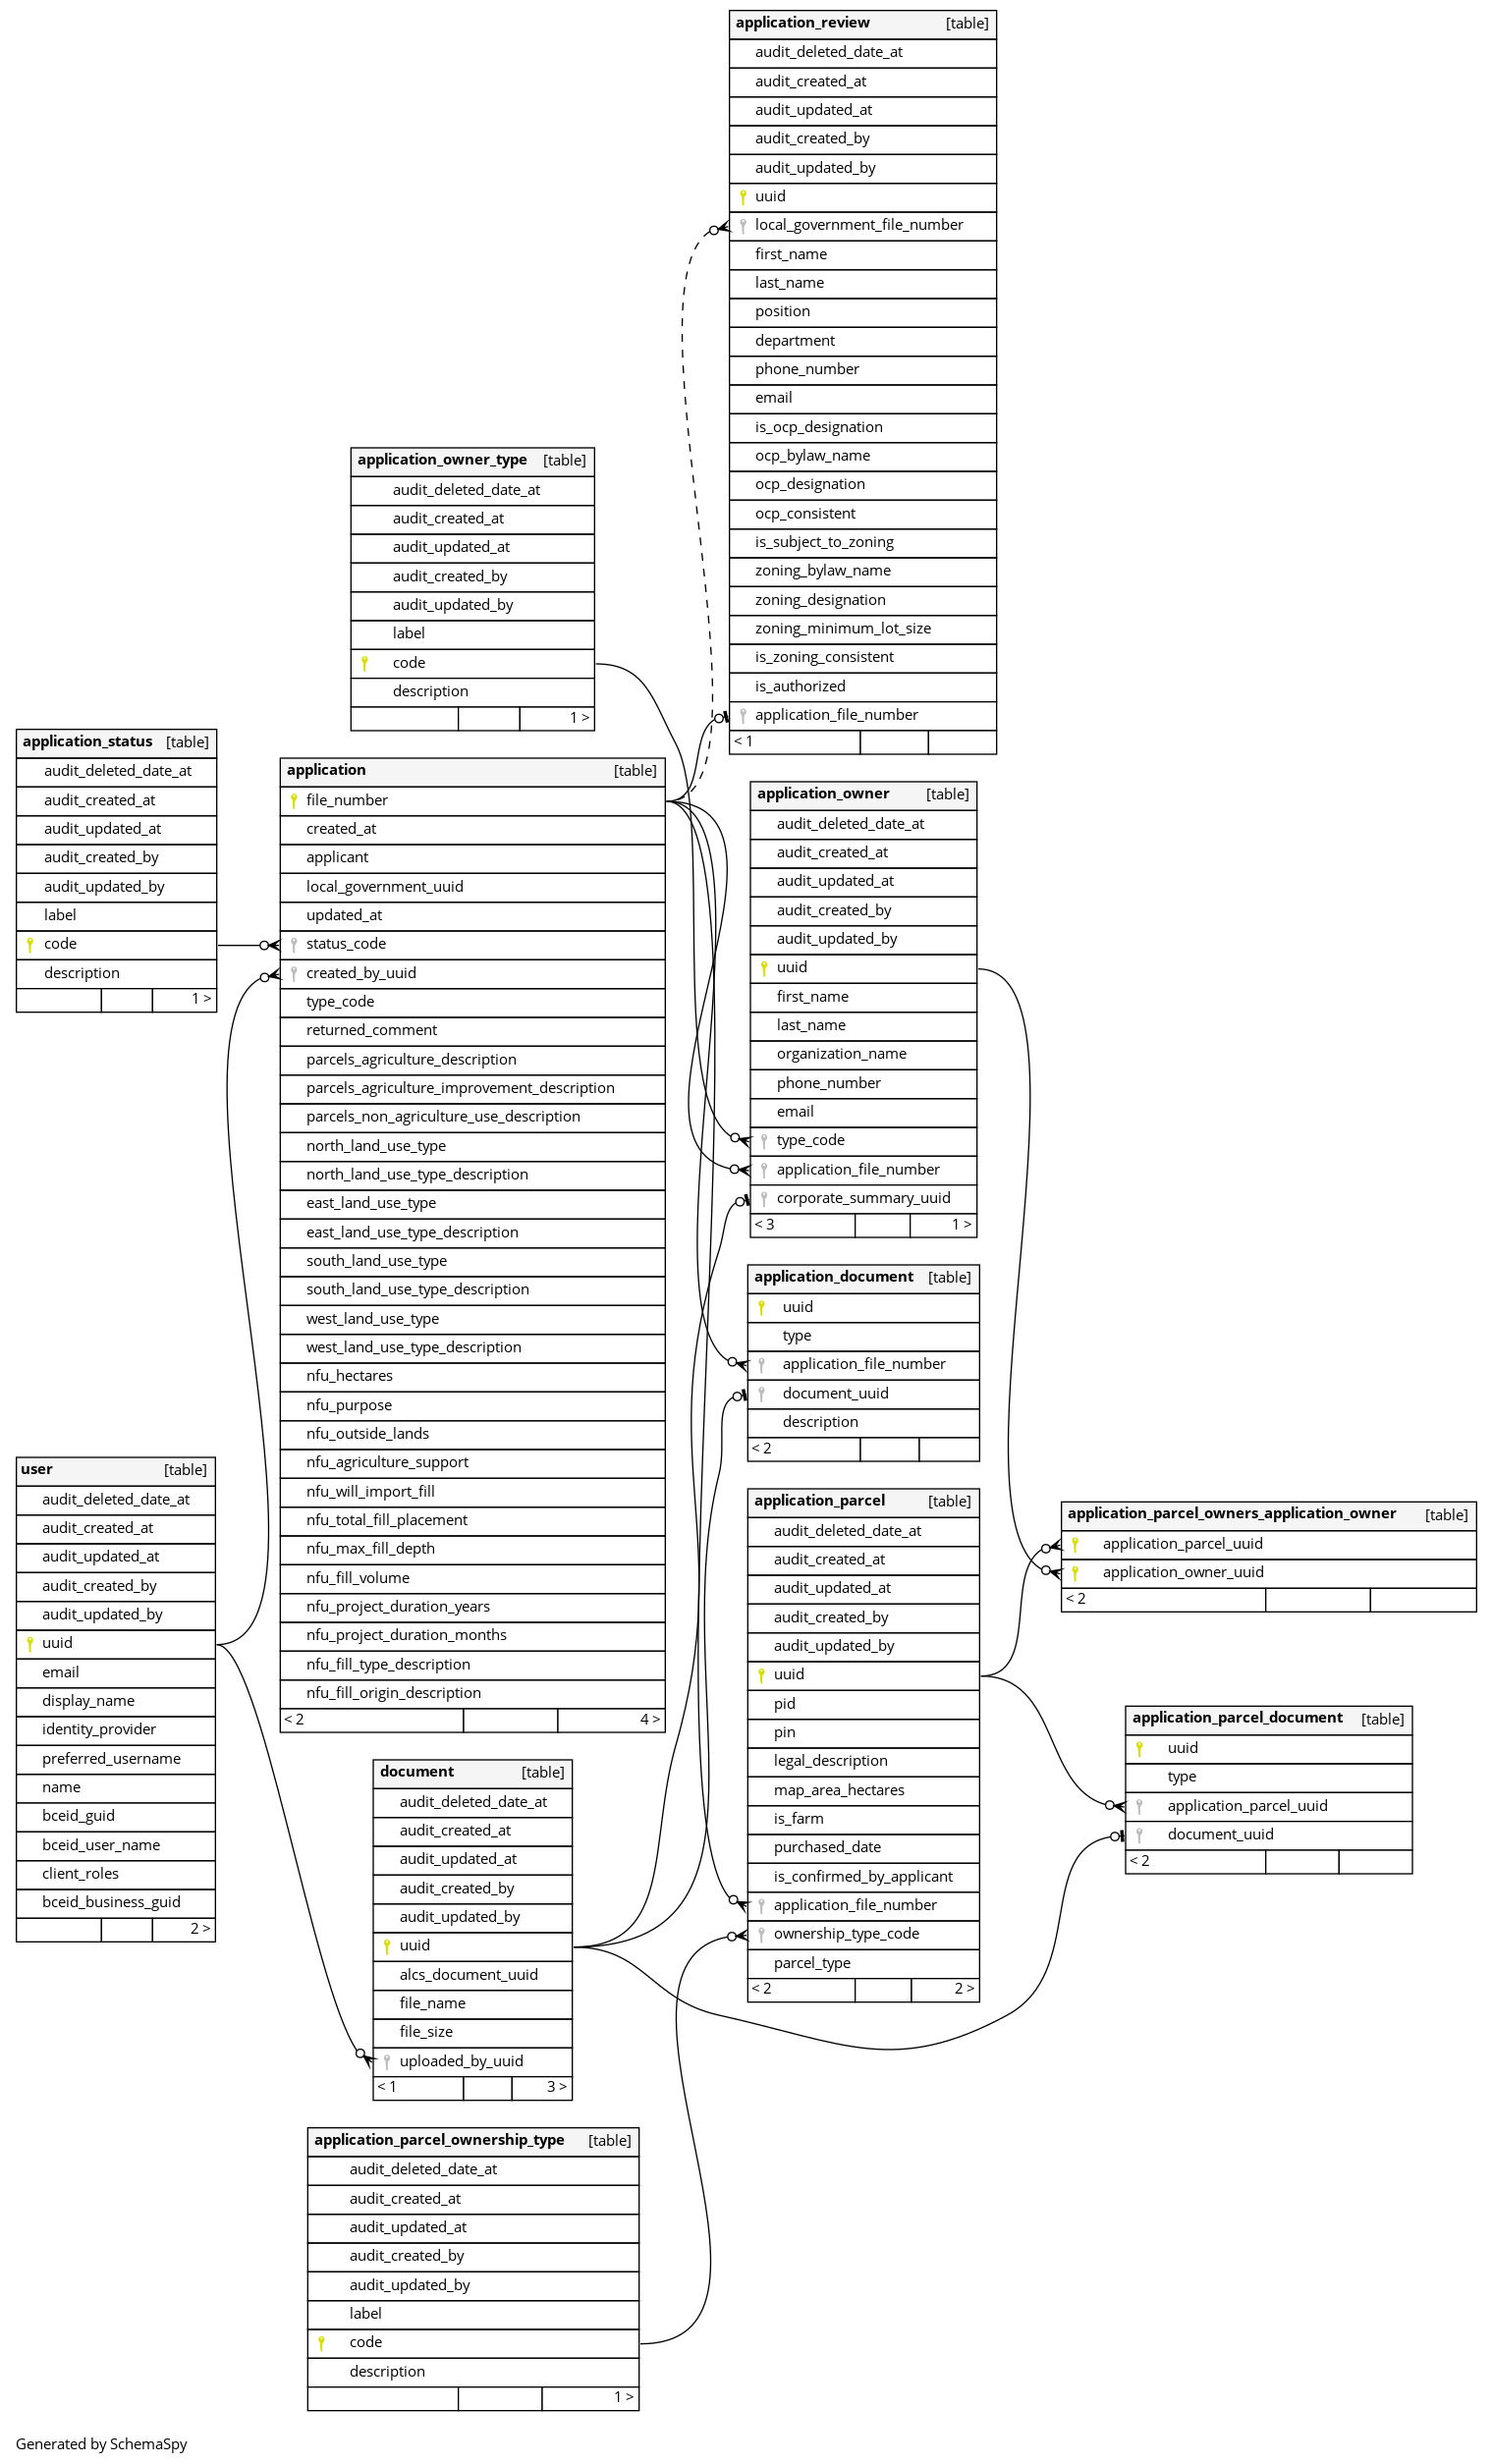 application_review [table]
audit_deleted_date_at
audit_created_at
audit_updated_at
audit_created_by
audit_updated_by
uuid
local_government_file_number
first_name
last_name
position
department
phone_number
email
is_ocp_designation
ocp_bylaw_name
ocp_designation
ocp_consistent
is_subject_to_zoning
zoning_bylaw_name
zoning_designation
zoning_minimum_lot_size
is_zoning_consistent
is_authorized
application_file_number
< 1
application_owner_type [table]
audit_deleted_date_at
audit_created_at
audit_updated_at
audit_created_by
audit_updated_by
label
code
description
1 >
application_status [table]
audit_deleted_date_at
audit_created_at
audit_updated_at
audit_created_by
audit_updated_by
label
code
description
1 >
application [table]
file_number
created_at
applicant
local_government_uuid
updated_at
status_code
created_by_uuid
type_code
returned_comment
parcels_agriculture_description
parcels_agriculture_improvement_description
parcels_non_agriculture_use_description
north_land_use_type
north_land_use_type_description
east_land_use_type
east_land_use_type_description
south_land_use_type
south_land_use_type_description
west_land_use_type
west_land_use_type_description
nfu_hectares
nfu_purpose
nfu_outside_lands
nfu_agriculture_support
nfu_will_import_fill
nfu_total_fill_placement
nfu_max_fill_depth
nfu_fill_volume
nfu_project_duration_years
nfu_project_duration_months
nfu_fill_type_description
nfu_fill_origin_description
< 2 4 >
application_owner [table]
audit_deleted_date_at
audit_created_at
audit_updated_at
audit_created_by
audit_updated_by
uuid
first_name
last_name
organization_name
phone_number
email
type_code
application_file_number
corporate_summary_uuid
< 3 1 >
application_document [table]
uuid
type
application_file_number
document_uuid
description
< 2
user [table]
audit_deleted_date_at
audit_created_at
audit_updated_at
audit_created_by
audit_updated_by
uuid
email
display_name
identity_provider
preferred_username
name
bceid_guid
bceid_user_name
client_roles
bceid_business_guid
2 >
application_parcel [table]
audit_deleted_date_at
audit_created_at
audit_updated_at
audit_created_by
audit_updated_by
uuid
pid
pin
legal_description
map_area_hectares
is_farm
purchased_date
is_confirmed_by_applicant
application_file_number
ownership_type_code
parcel_type
< 2 2 >
application_parcel_owners_application_owner [table]
application_parcel_uuid
application_owner_uuid
< 2
application_parcel_document [table]
uuid
type
application_parcel_uuid
document_uuid
< 2
document [table]
audit_deleted_date_at
audit_created_at
audit_updated_at
audit_created_by
audit_updated_by
uuid
alcs_document_uuid
file_name
file_size
uploaded_by_uuid
< 1 3 >
application_parcel_ownership_type [table]
audit_deleted_date_at
audit_created_at
audit_updated_at
audit_created_by
audit_updated_by
label
code
description
1 >
Generated by SchemaSpy